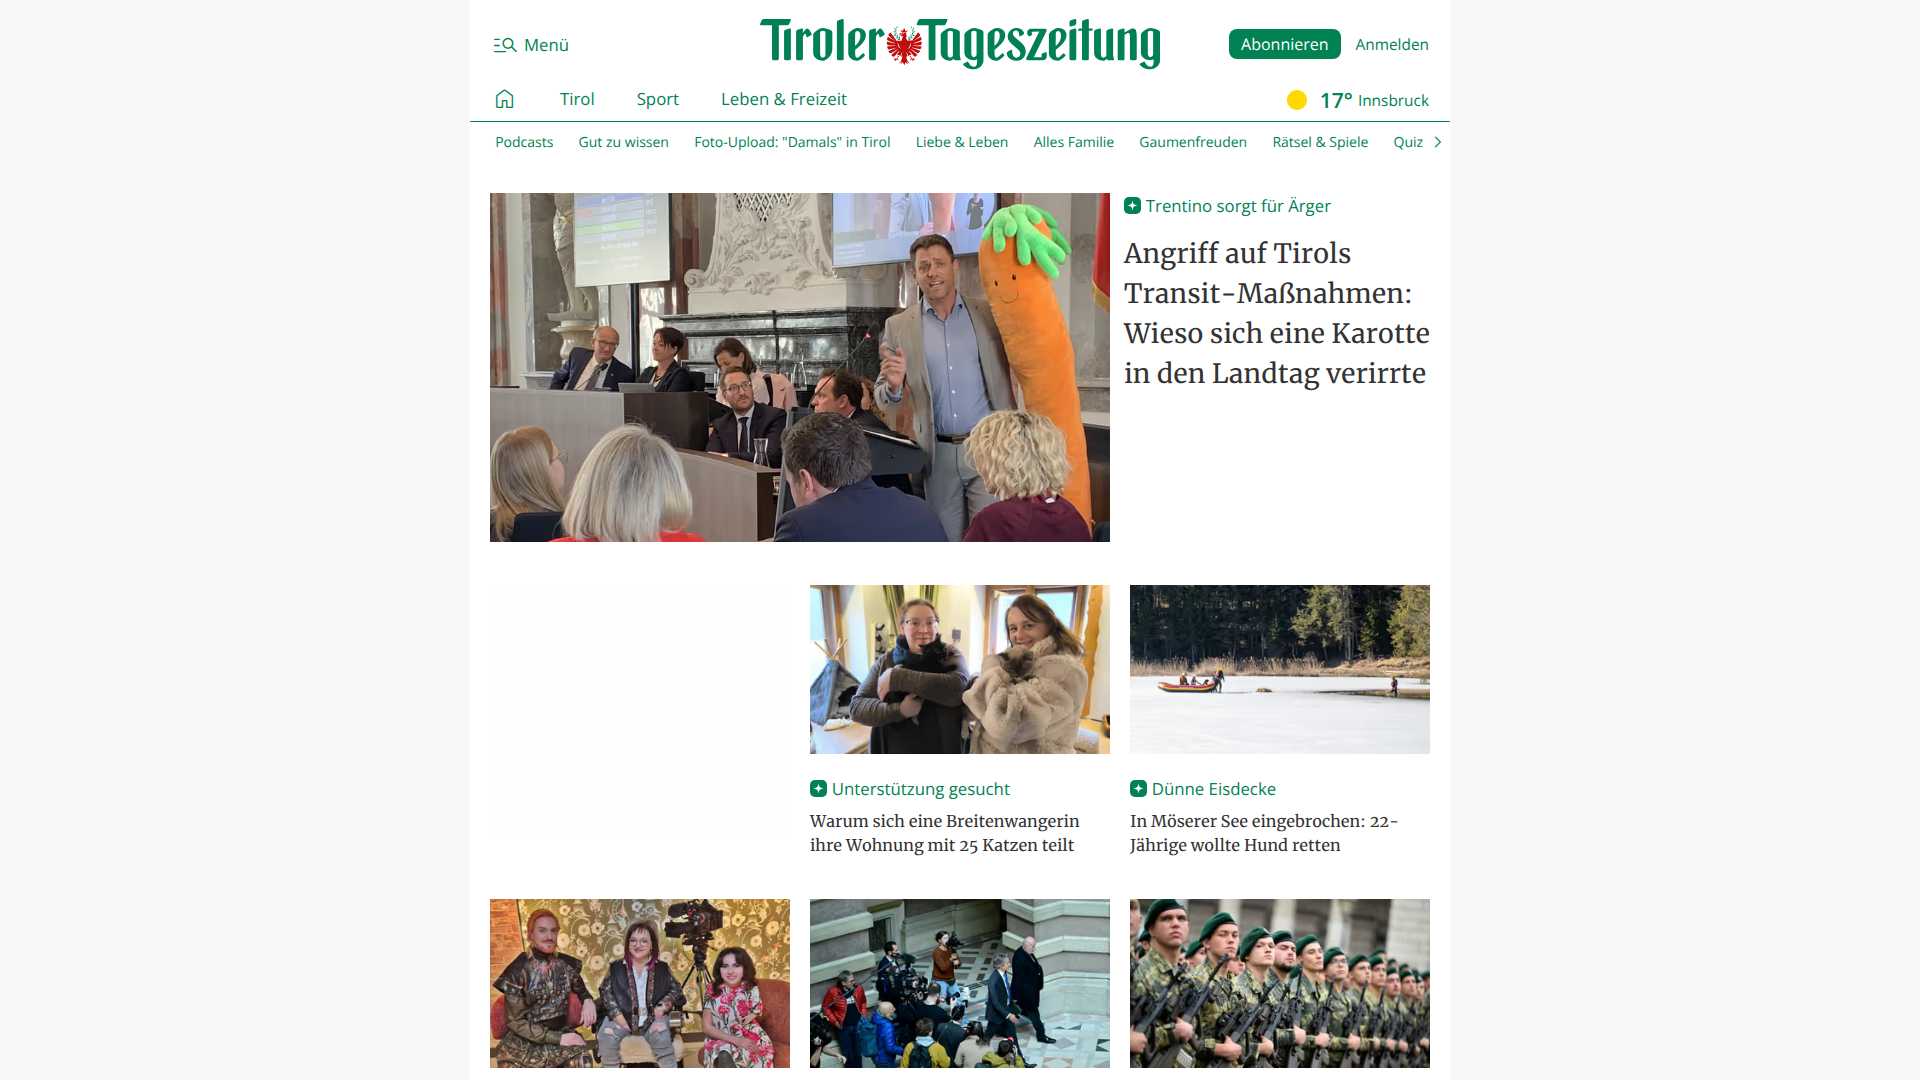 Menü
Tiroler Tageszeitung
Abonnieren
Anmelden
Tirol
Sport
Leben & Freizeit
17° Innsbruck
Podcasts
Gut zu wissen
Foto-Upload: "Damals" in Tirol
Liebe & Leben
Alles Familie
Gaumenfreuden
Rätsel & Spiele
Quiz
Trentino sorgt für Ärger
Angriff auf Tirols
Transit-Maßnahmen:
Wieso sich eine Karotte
in den Landtag verirrte
Unterstützung gesucht
Warum sich eine Breitenwangerin
ihre Wohnung mit 25 Katzen teilt
Dünne Eisdecke
In Möserer See eingebrochen: 22-
Jährige wollte Hund retten